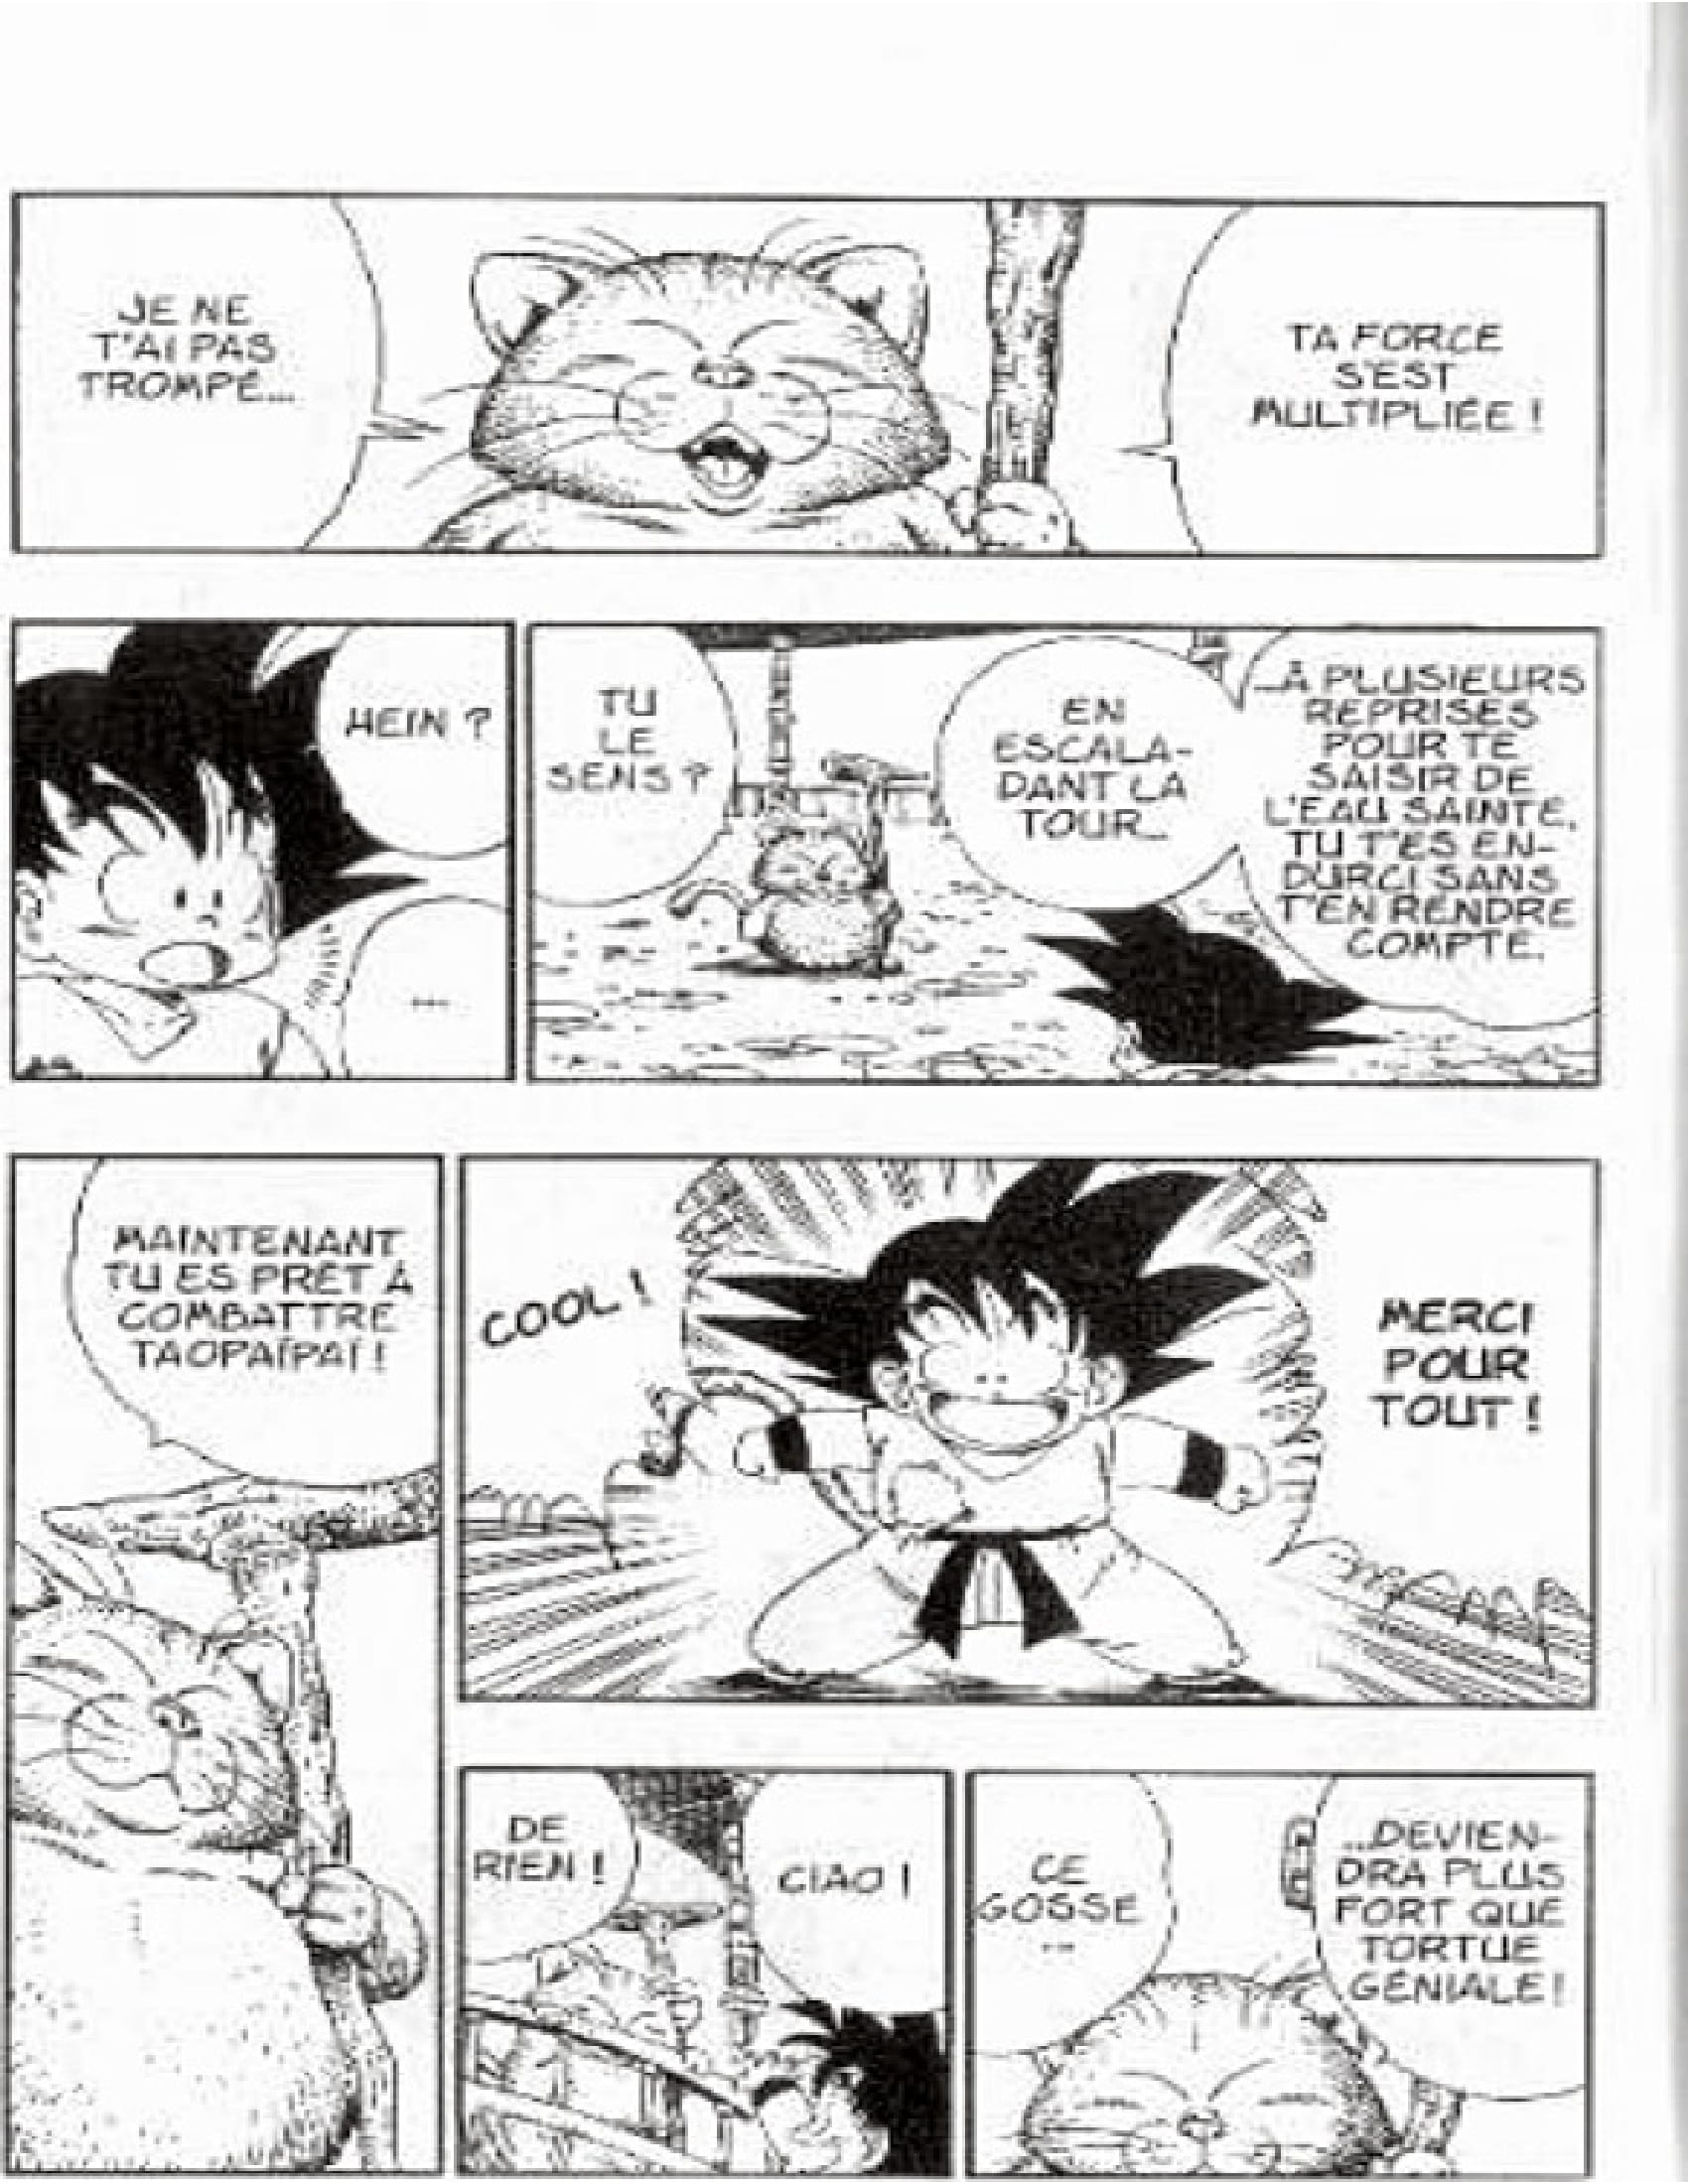 JE NE
T'AI PAS
TROMPÉ...
TA FORCE
S'EST
MULTIPLIÉE !
HEIN ?
...
TU
LE
SENS ?
EN
ESCALA-
DANT LA
TOUR...
...À PLUSIEURS
REPRISES
POUR TE
SAISIR DE
L'EAU SAINTE,
TU T'ES EN-
DURCI SANS
T'EN RENDRE
COMPTE.
MAINTENANT
TU ES PRÊT À
COMBATTRE
TAOPAÏPAÏ !
COOL !
MERCI
POUR
TOUT !
DE
RIEN !
CIAO !
CE
GOSSE
...
...DEVIEN-
DRA PLUS
FORT QUE
TORTUE
GÉNIALE !